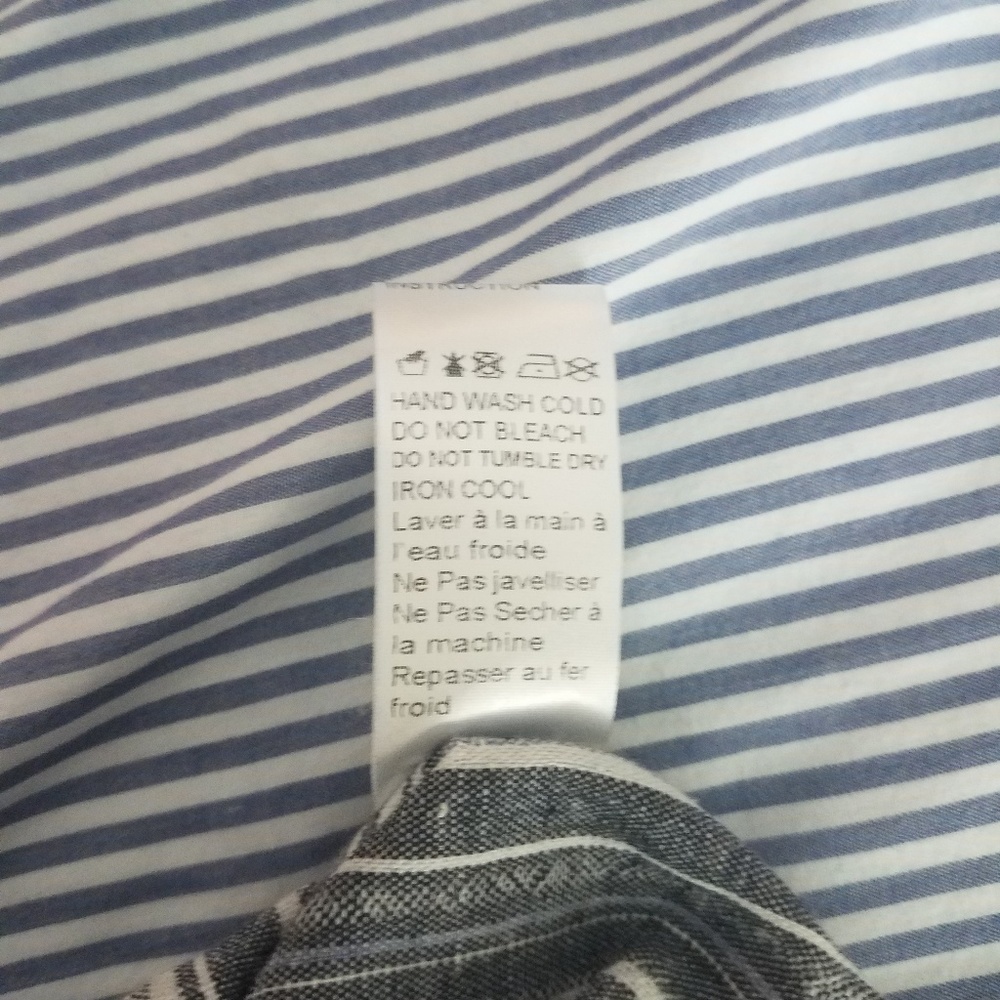 INSTRUCTION
HAND WASH COLD
DO NOT BLEACH
DO NOT TUMBLE DRY
IRON COOL
Laver à la main à
l'eau froide
Ne Pas javelliser
Ne Pas Secher à
la machine
Repasser au fer
froid